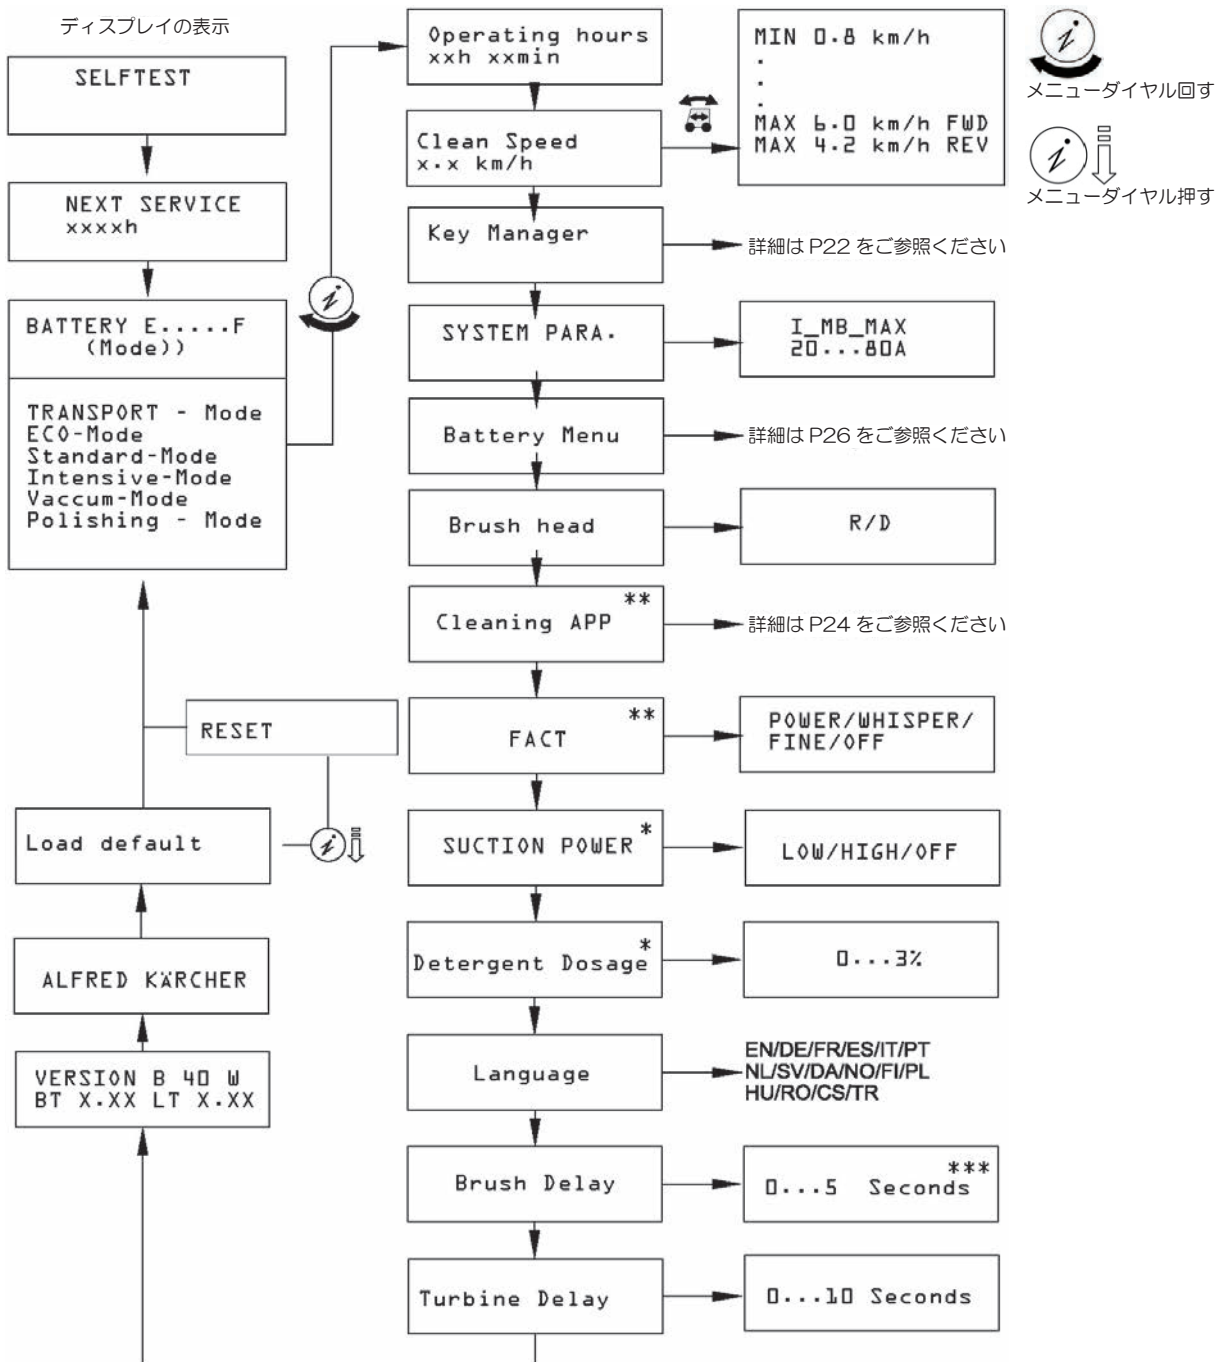 ディスプレイの表示
SELFTEST
NEXT SERVICE
xxxxh
BATTERY E.....F
(Mode))
TRANSPORT - Mode
ECO-Mode
Standard-Mode
Intensive-Mode
Vaccum-Mode
Polishing - Mode
RESET
Load default
ALFRED KÄRCHER
VERSION B 40 W
BT X.XX LT X.XX
Operating hours
xxh xxmin
Clean Speed
x.x km/h
MIN 0.8 km/h
.
.
.
MAX 6.0 km/h FWD
MAX 4.2 km/h REV
Key Manager
詳細は P22 をご参照ください
SYSTEM PARA.
I_MB_MAX
20...80A
Battery Menu
詳細は P26 をご参照ください
Brush head
R/D
Cleaning APP **
詳細は P24 をご参照ください
FACT **
POWER/WHISPER/
FINE/OFF
SUCTION POWER *
LOW/HIGH/OFF
Detergent Dosage *
0...3%
Language
EN/DE/FR/ES/IT/PT
NL/SV/DA/NO/FI/PL
HU/RO/CS/TR
Brush Delay
0...5 Seconds ***
Turbine Delay
0...10 Seconds
i
メニューダイヤル回す
i
メニューダイヤル押す